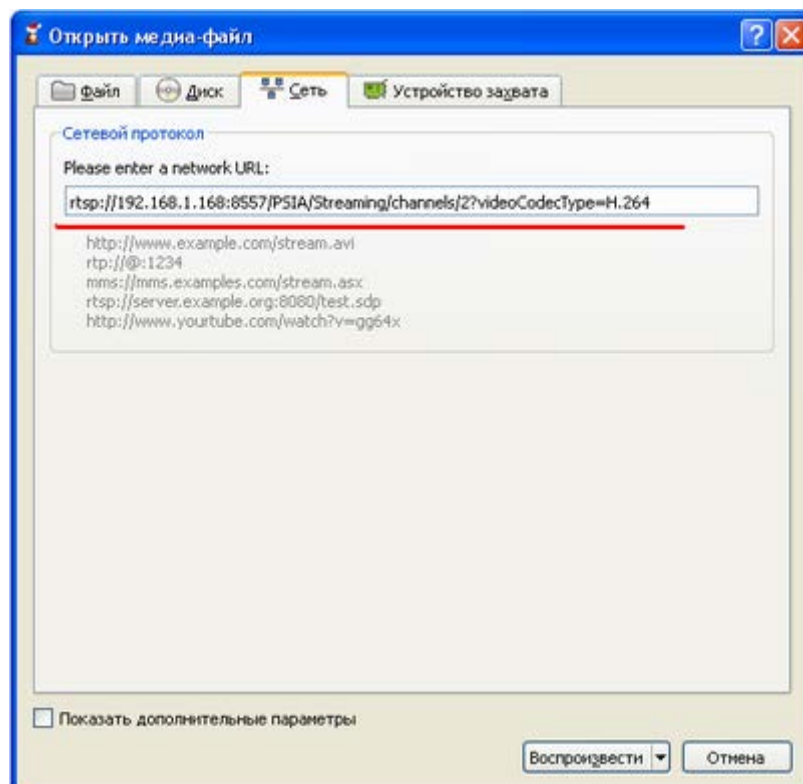 Открыть медиа-файл
Файл
Диск
Сеть
Устройство захвата
Сетевой протокол
Please enter a network URL:
rtsp://192.168.1.168:8557/PSIA/Streaming/channels/2?videoCodecType=H.264
http://www.example.com/stream.avi
rtp://@:1234
mms://mms.examples.com/stream.asx
rtsp://server.example.org:8080/test.sdp
http://www.yourtube.com/watch?v=gg64x
Показать дополнительные параметры
Воспроизвести
Отмена